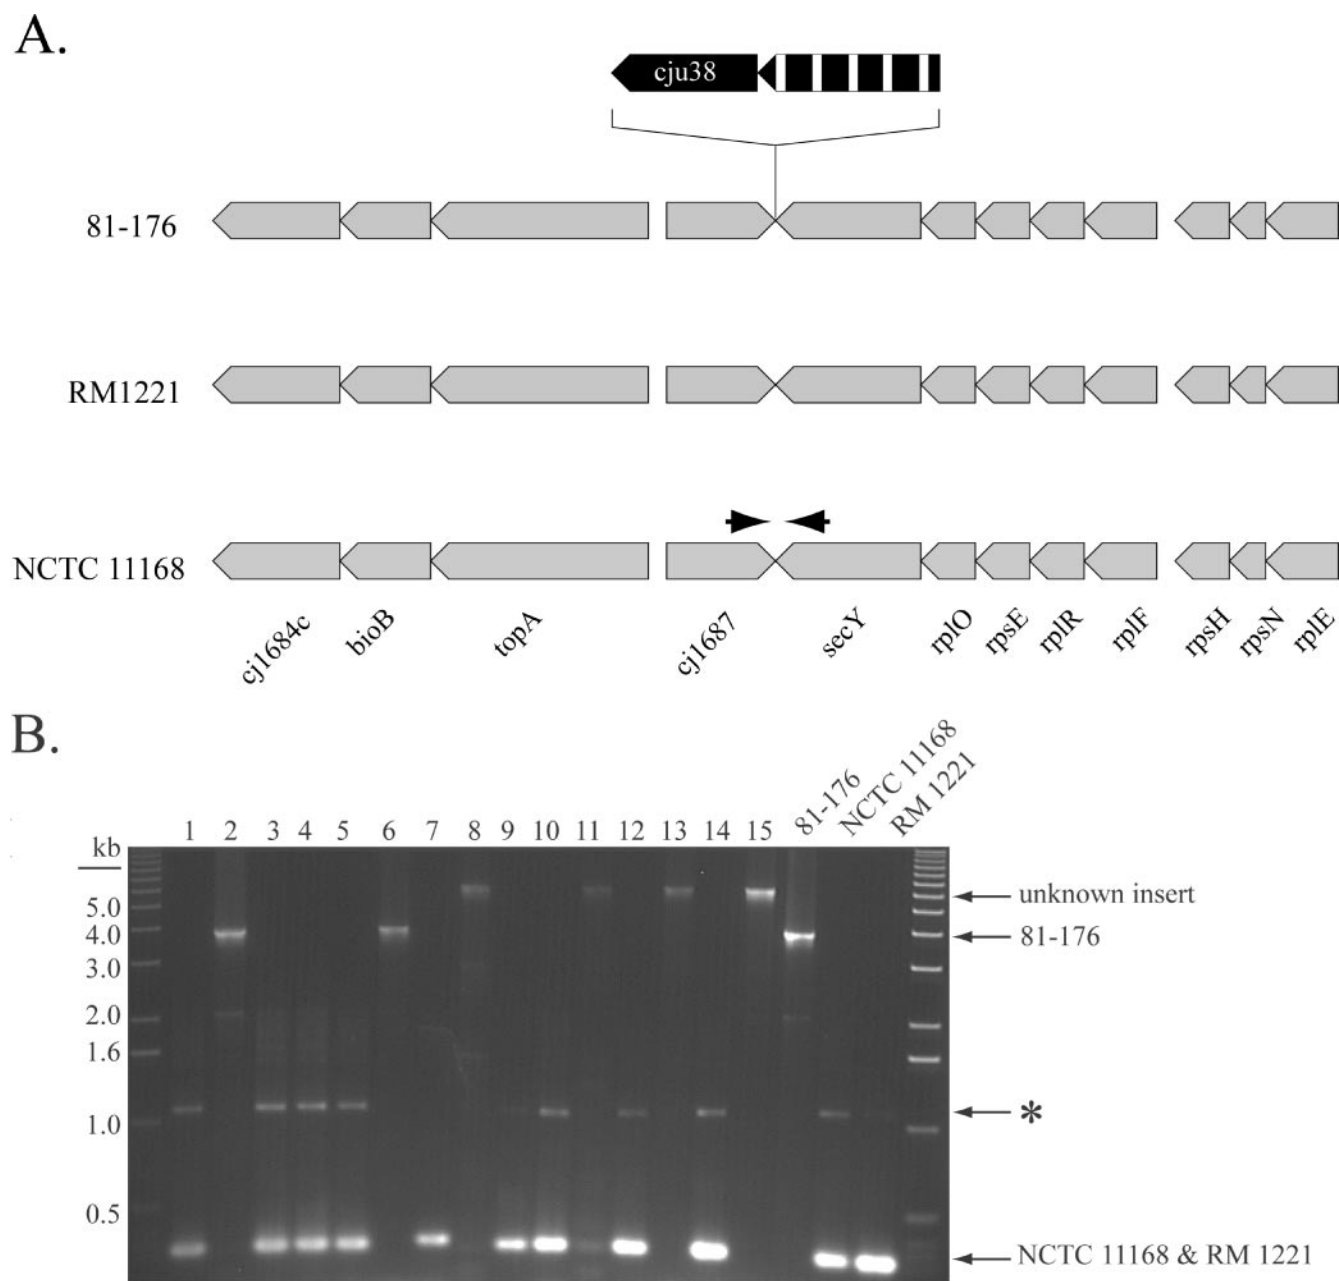 A.
cju38
81-176
RM1221
NCTC 11168
cj1684c bioB topA cj1687 secY rplO rpsE rplR rplF rpsH rpsN rplE
B.
81-176 NCTC 11168 RM 1221
kb 1 2 3 4 5 6 7 8 9 10 11 12 13 14 15
5.0 unknown insert
4.0 81-176
3.0
2.0
1.6
1.0 *
0.5
NCTC 11168 & RM 1221